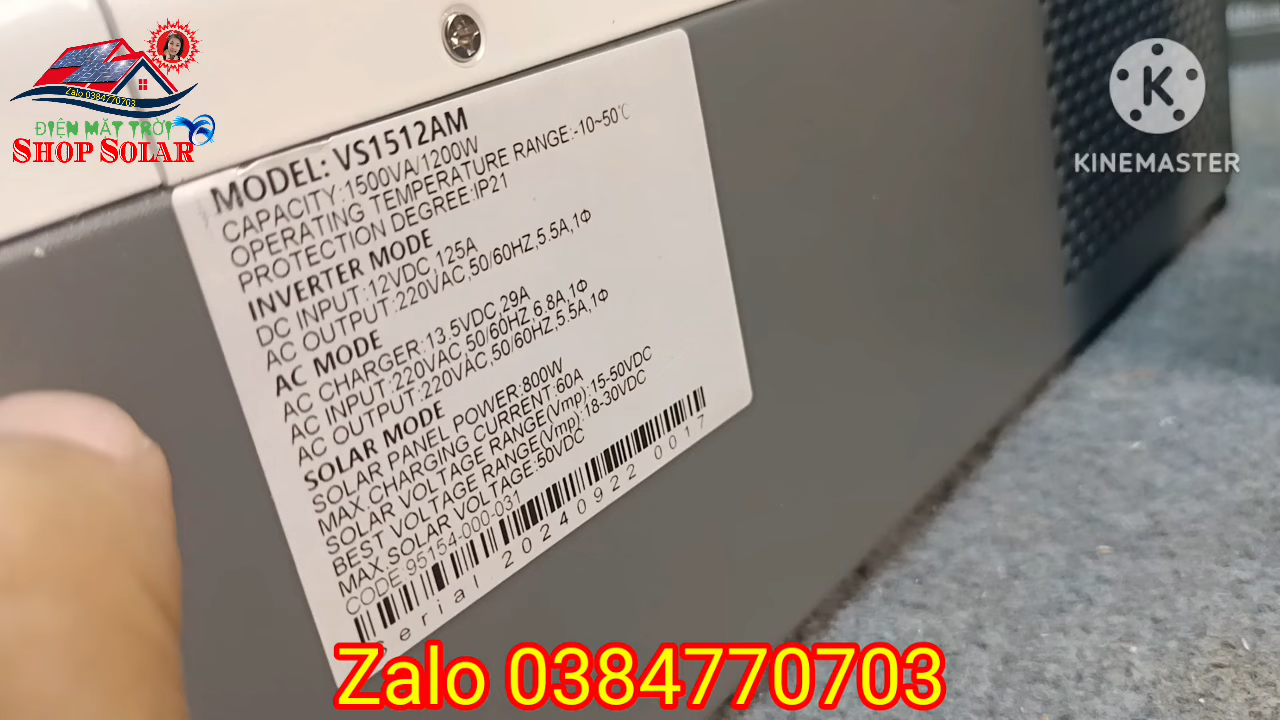 Zalo 0384770703
ĐIỆN MẶT TRỜI
SHOP SOLAR
K
KINEMASTER
MODEL: VS1512AM
CAPACITY:1500VA/1200W
OPERATING TEMPERATURE RANGE:-10~50℃
PROTECTION DEGREE:IP21
INVERTER MODE
DC INPUT:12VDC,125A
AC OUTPUT:220VAC,50/60HZ,5.5A,1Φ
AC MODE
AC CHARGER:13.5VDC,29A
AC INPUT:220VAC,50/60HZ,6.8A,1Φ
AC OUTPUT:220VAC,50/60HZ,5.5A,1Φ
SOLAR MODE
SOLAR PANEL POWER:800W
MAX.CHARGING CURRENT:60A
SOLAR VOLTAGE RANGE(Vmp):15-50VDC
BEST VOLTAGE RANGE(Vmp):18-30VDC
MAX.SOLAR VOLTAGE:50VDC
CODE:95154-000-031
Serial 202409220017
Zalo 0384770703